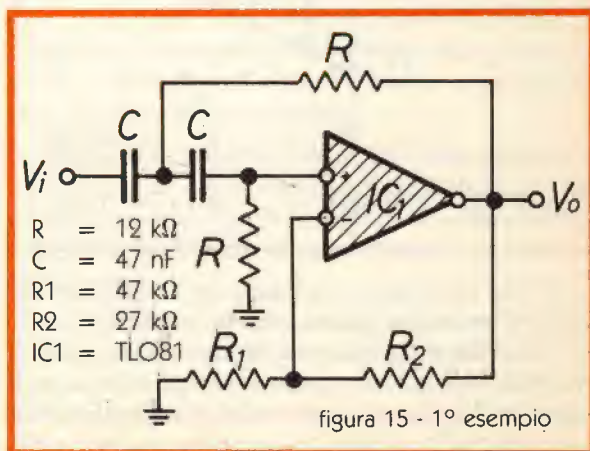 R
C C
Vi Vo
+
−
IC1
R
R = 12 kΩ
C = 47 nF
R1 = 47 kΩ
R2 = 27 kΩ
IC1 = TL081
R1 R2
figura 15 - 1º esempio